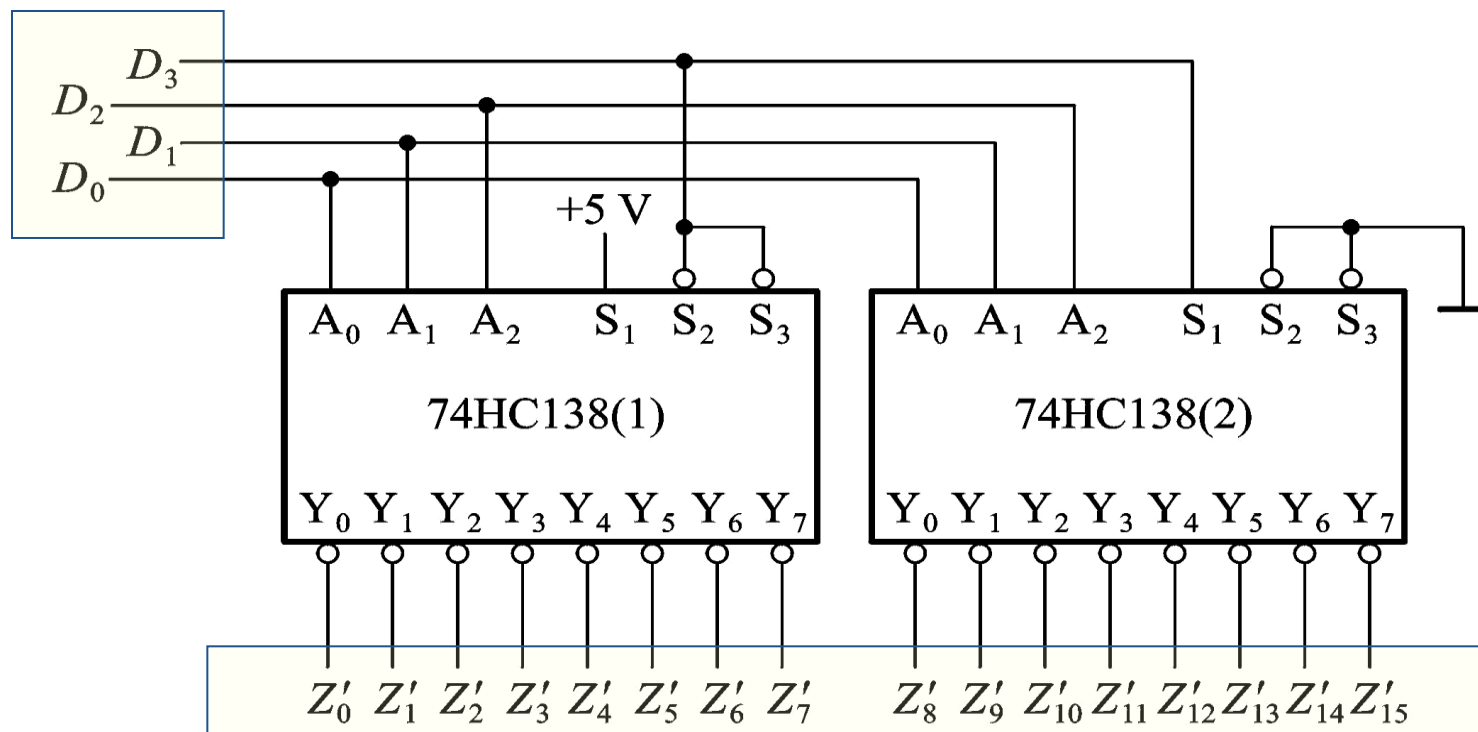 D₃
D₂
D₁
D₀
+5 V
A₀ A₁ A₂ S₁ S₂ S₃
74HC138(1)
Y₀ Y₁ Y₂ Y₃ Y₄ Y₅ Y₆ Y₇
A₀ A₁ A₂ S₁ S₂ S₃
74HC138(2)
Y₀ Y₁ Y₂ Y₃ Y₄ Y₅ Y₆ Y₇
Z′₀ Z′₁ Z′₂ Z′₃ Z′₄ Z′₅ Z′₆ Z′₇ Z′₈ Z′₉ Z′₁₀ Z′₁₁ Z′₁₂ Z′₁₃ Z′₁₄ Z′₁₅